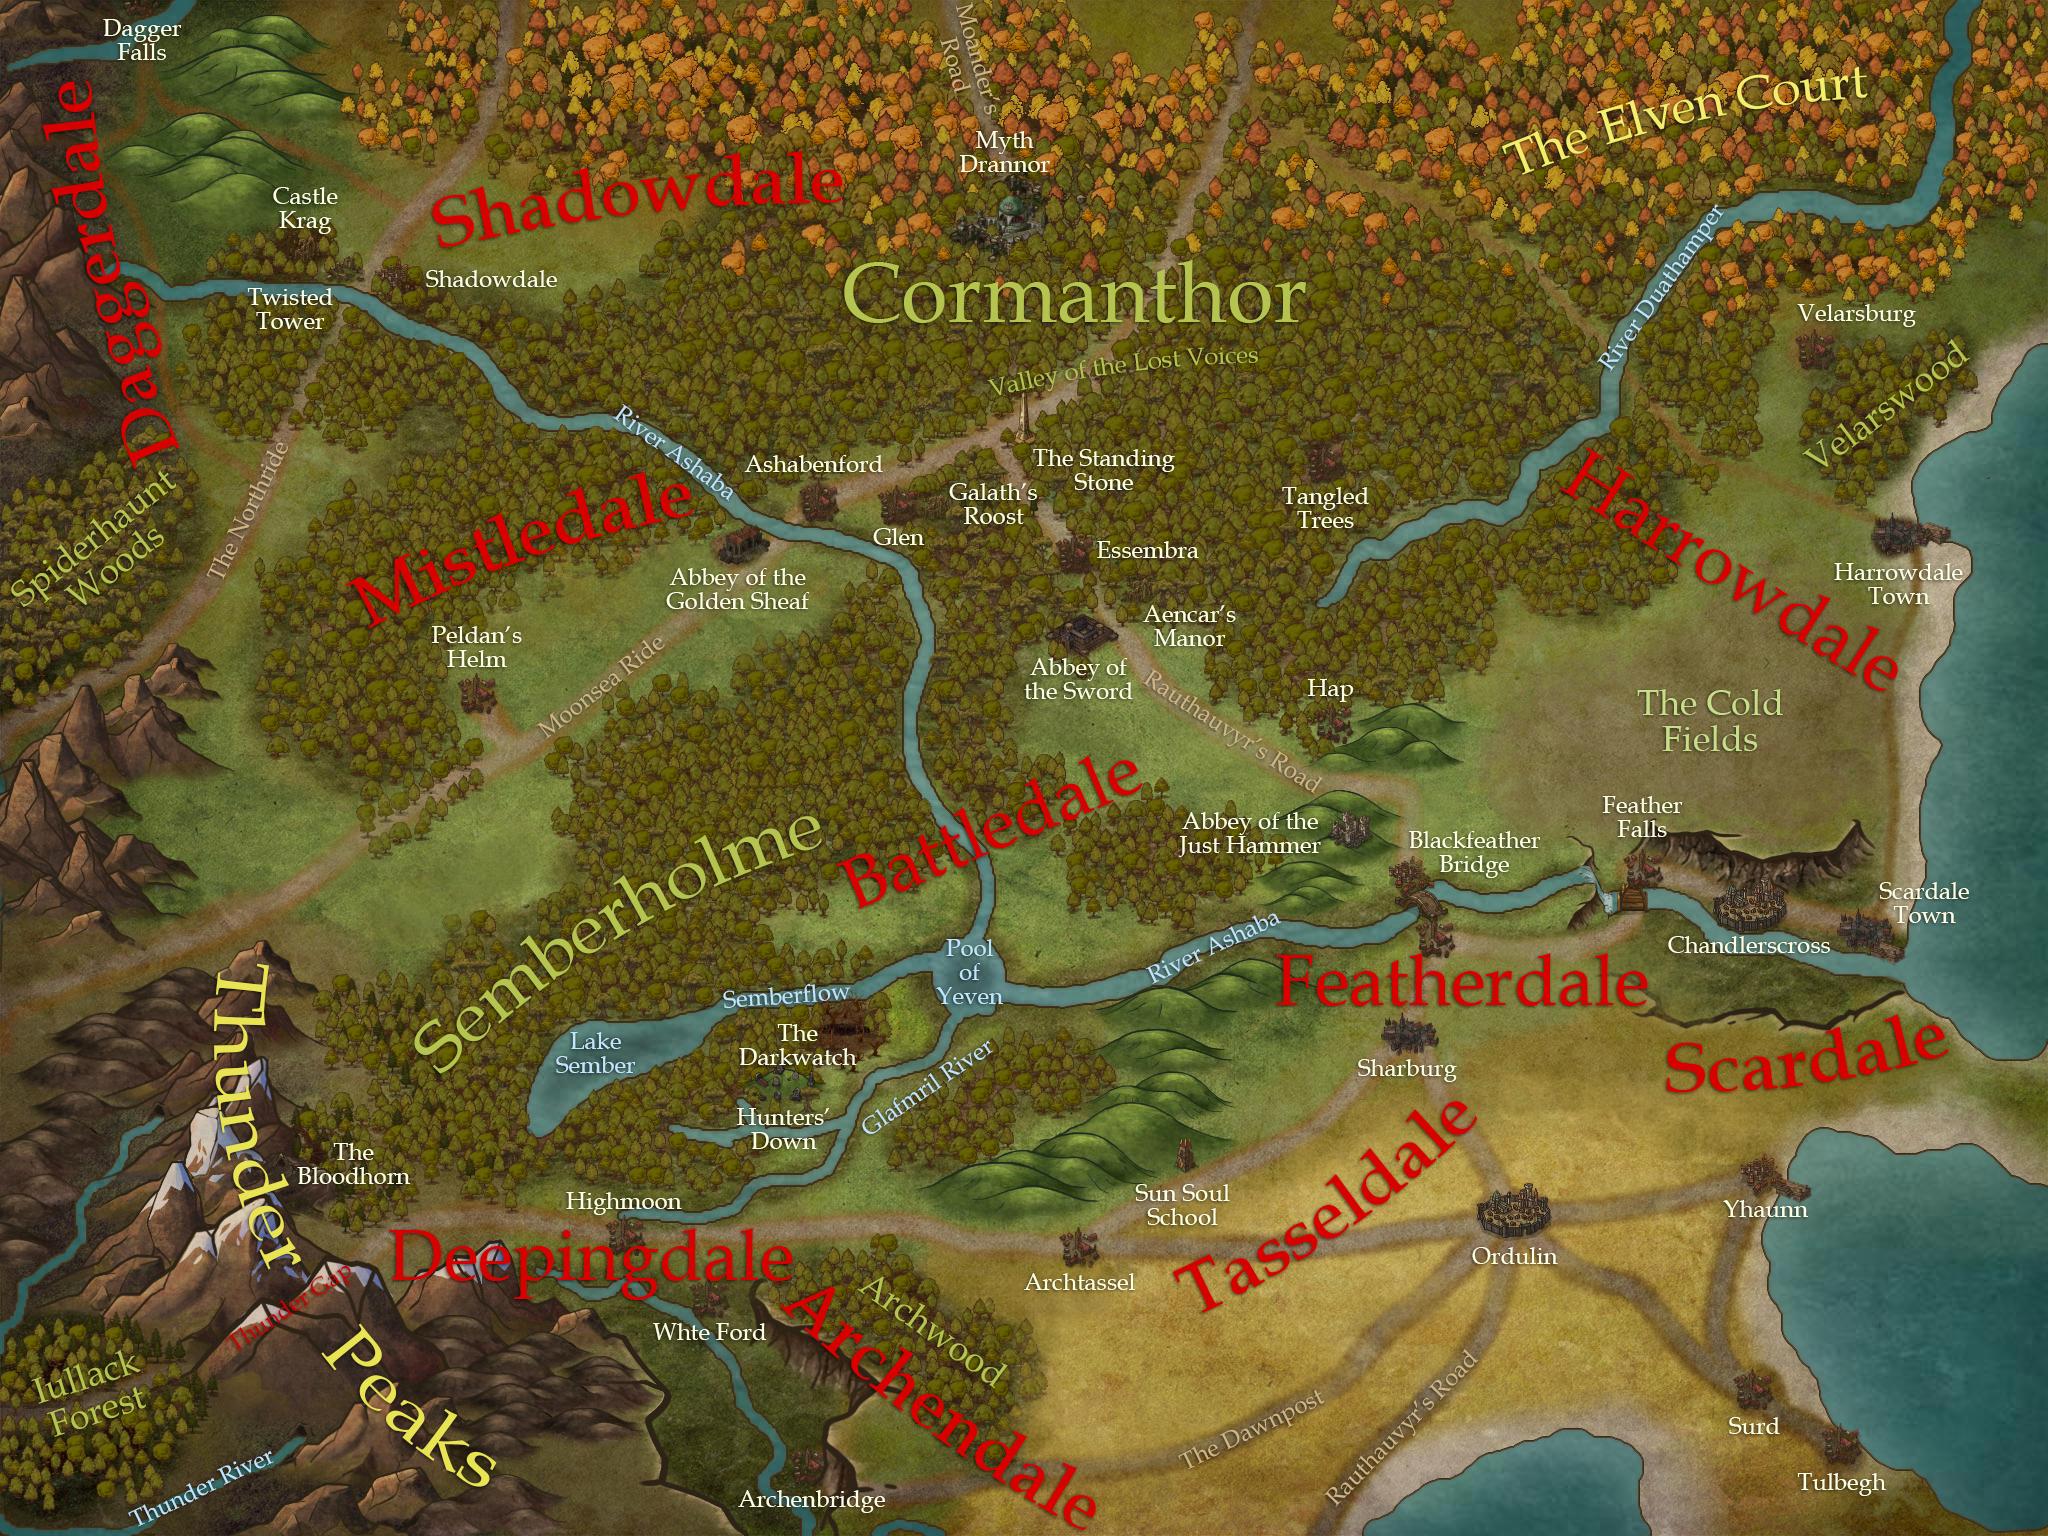 Dagger
Falls
Moander's
Road
The Elven Court
Daggerdale
Myth
Drannor
Castle
Krag
Shadowdale
Shadowdale
Twisted
Tower
Cormanthor
River Duathamper
Velarsburg
Valley of the Lost Voices
Velarswood
River Ashaba
Ashabenford
The Standing
Stone
Galath's
Roost
Tangled
Trees
Harrowdale
Spiderhaunt
Woods
The Northride
Mistledale
Glen
Essembra
Harrowdale
Town
Abbey of the
Golden Sheaf
Peldan's
Helm
Aencar's
Manor
Abbey of
the Sword
Moonsea Ride
Rauthauvyr's Road
Hap
The Cold
Fields
Battledale
Semberholme
Abbey of the
Just Hammer
Blackfeather
Bridge
Feather
Falls
Scardale
Town
Chandlerscross
Pool
of
Yeven
River Ashaba
Featherdale
Semberflow
Lake
Sember
The
Darkwatch
Glafmril River
Sharburg
Scardale
Thunder
Peaks
The
Bloodhorn
Hunters'
Down
Highmoon
Sun Soul
School
Tasseldale
Yhaunn
Deepingdale
Thunder Gap
Archtassel
Ordulin
Archwood
Whte Ford
Archendale
Iullack
Forest
The Dawnpost
Rauthauvyr's Road
Surd
Thunder River
Archenbridge
Tulbegh